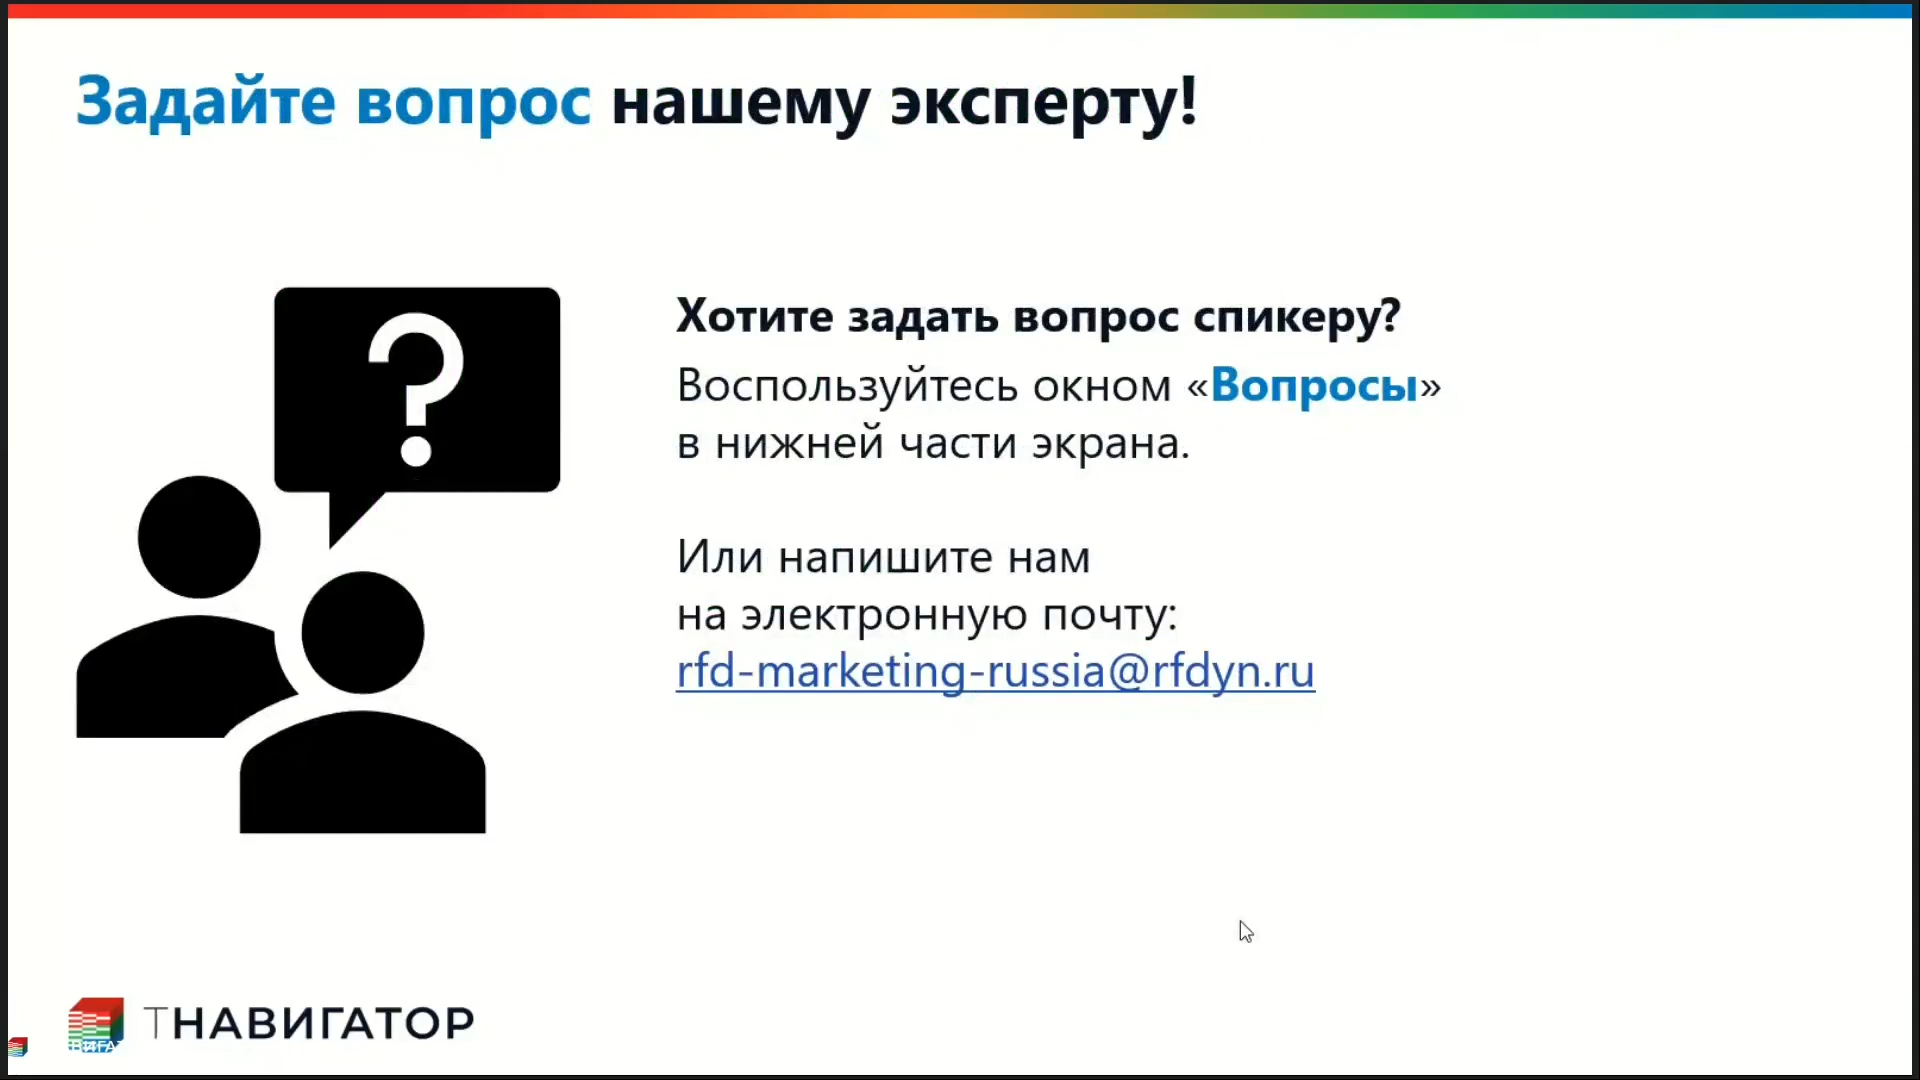 Задайте вопрос нашему эксперту!
?
Хотите задать вопрос спикеру?
Воспользуйтесь окном «Вопросы»
в нижней части экрана.
Или напишите нам
на электронную почту:
rfd-marketing-russia@rfdyn.ru
ТНАВИГАТОР